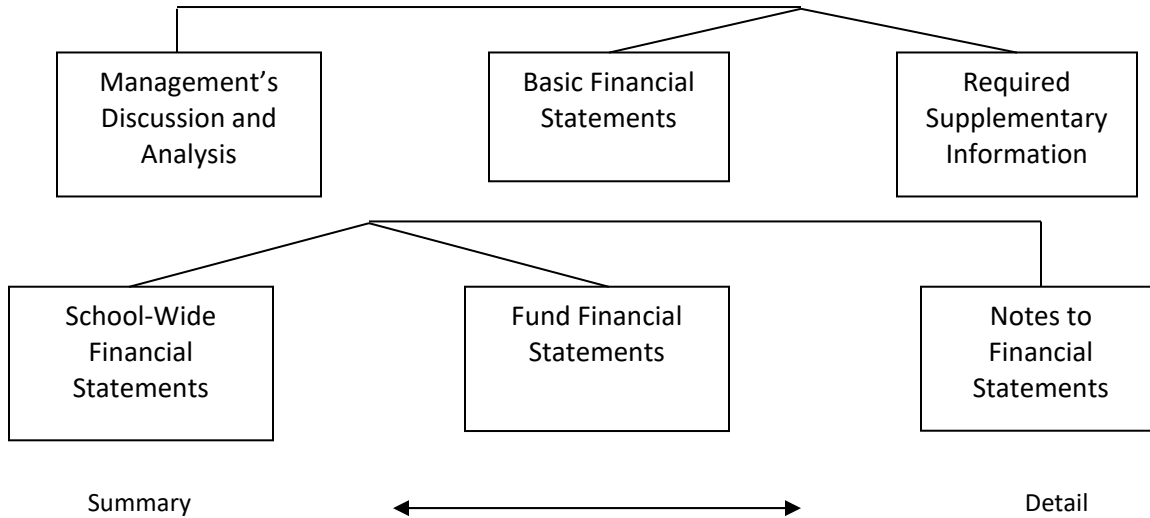 Management’s
Discussion and
Analysis
Basic Financial
Statements
Required
Supplementary
Information
School-Wide
Financial
Statements
Fund Financial
Statements
Notes to
Financial
Statements
Summary
Detail